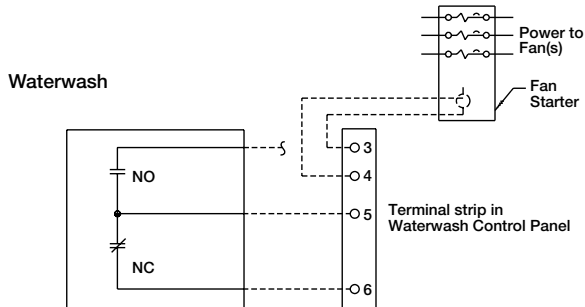 Power to
Fan(s)
Waterwash
Fan
Starter
3
NO
4
5
Terminal strip in
Waterwash Control Panel
NC
6